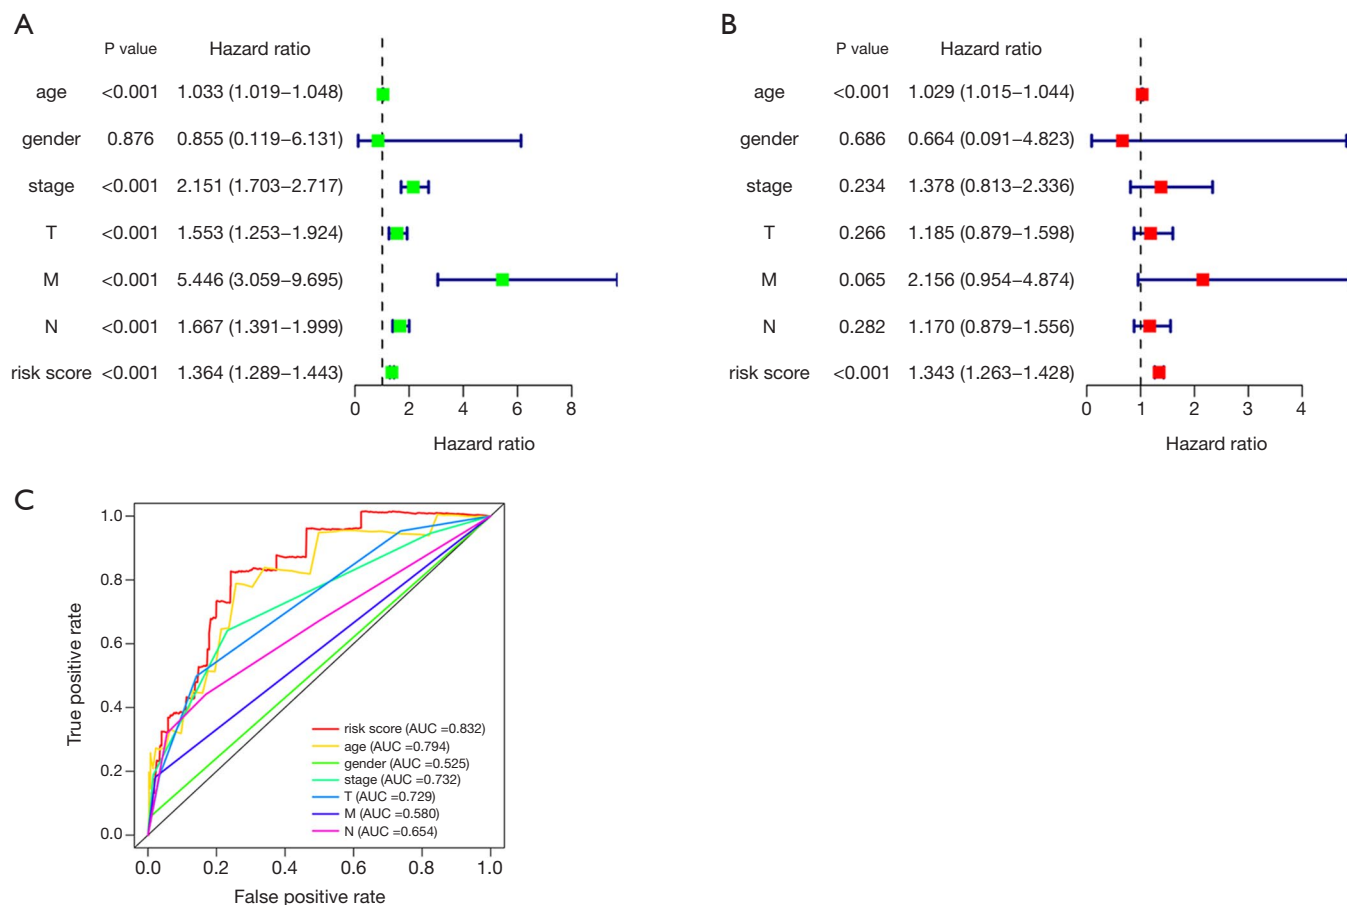 A
P value Hazard ratio
age <0.001 1.033 (1.019–1.048)
gender 0.876 0.855 (0.119–6.131)
stage <0.001 2.151 (1.703–2.717)
T <0.001 1.553 (1.253–1.924)
M <0.001 5.446 (3.059–9.695)
N <0.001 1.667 (1.391–1.999)
risk score <0.001 1.364 (1.289–1.443)
0 2 4 6 8
Hazard ratio
B
P value Hazard ratio
age <0.001 1.029 (1.015–1.044)
gender 0.686 0.664 (0.091–4.823)
stage 0.234 1.378 (0.813–2.336)
T 0.266 1.185 (0.879–1.598)
M 0.065 2.156 (0.954–4.874)
N 0.282 1.170 (0.879–1.556)
risk score <0.001 1.343 (1.263–1.428)
0 1 2 3 4
Hazard ratio
C
True positive rate
1.0
0.8
0.6
0.4
0.2
0.0
risk score (AUC =0.832)
age (AUC =0.794)
gender (AUC =0.525)
stage (AUC =0.732)
T (AUC =0.729)
M (AUC =0.580)
N (AUC =0.654)
0.0 0.2 0.4 0.6 0.8 1.0
False positive rate